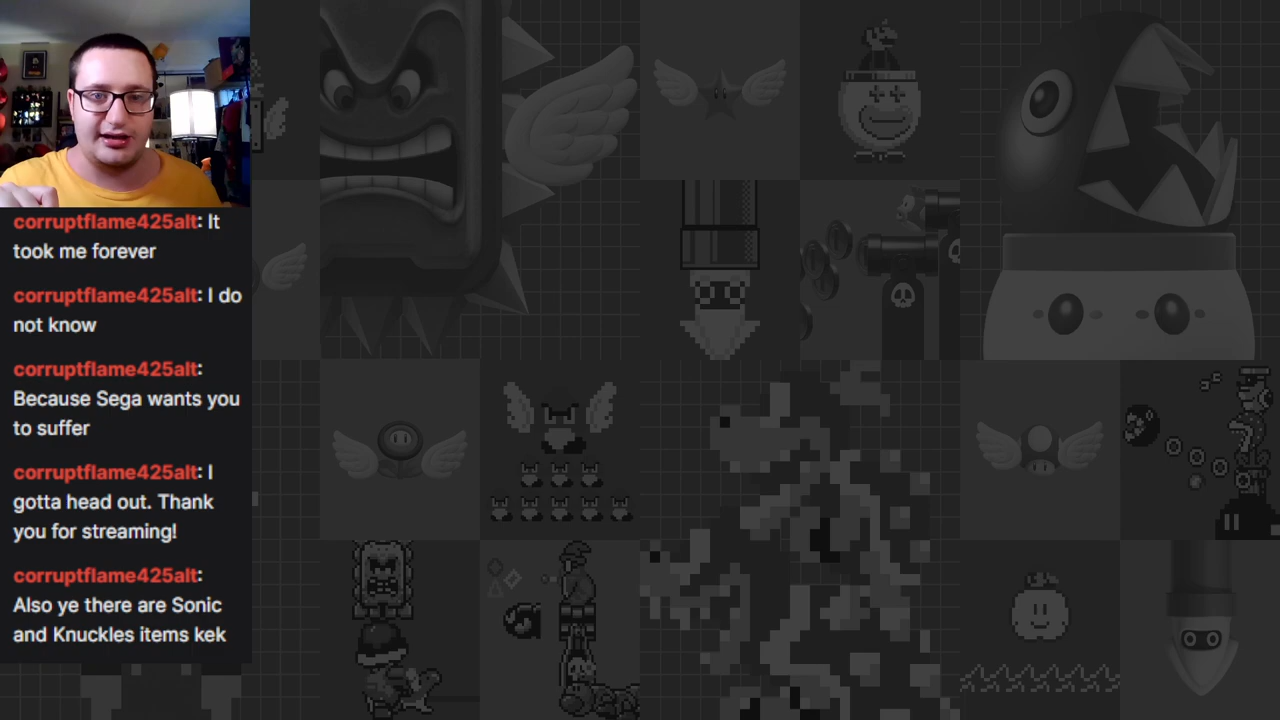 corruptflame425alt: It
took me forever
corruptflame425alt: I do
not know
corruptflame425alt:
Because Sega wants you
to suffer
corruptflame425alt: I
gotta head out. Thank
you for streaming!
corruptflame425alt:
Also ye there are Sonic
and Knuckles items kek